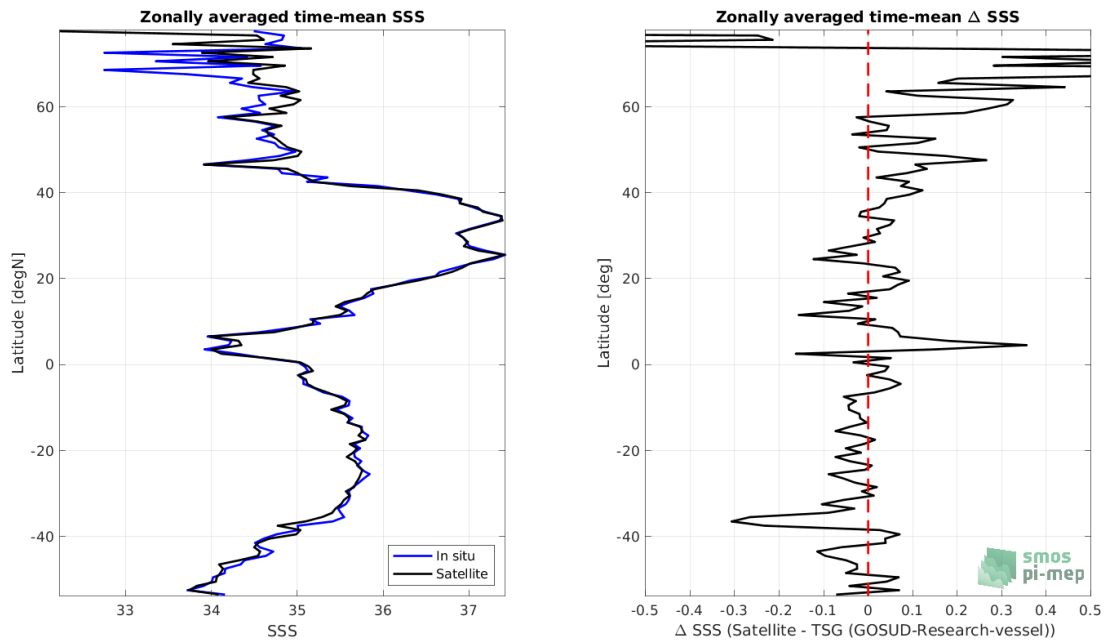 Zonally averaged time-mean SSS
Latitude [degN]
60
40
20
0
-20
-40
33
34
35
36
37
SSS
In situ
Satellite
Zonally averaged time-mean Δ SSS
Latitude [deg]
60
40
20
0
-20
-40
-0.5
-0.4
-0.3
-0.2
-0.1
0
0.1
0.2
0.3
0.4
0.5
Δ SSS (Satellite - TSG (GOSUD-Research-vessel))
smos
pi-mep